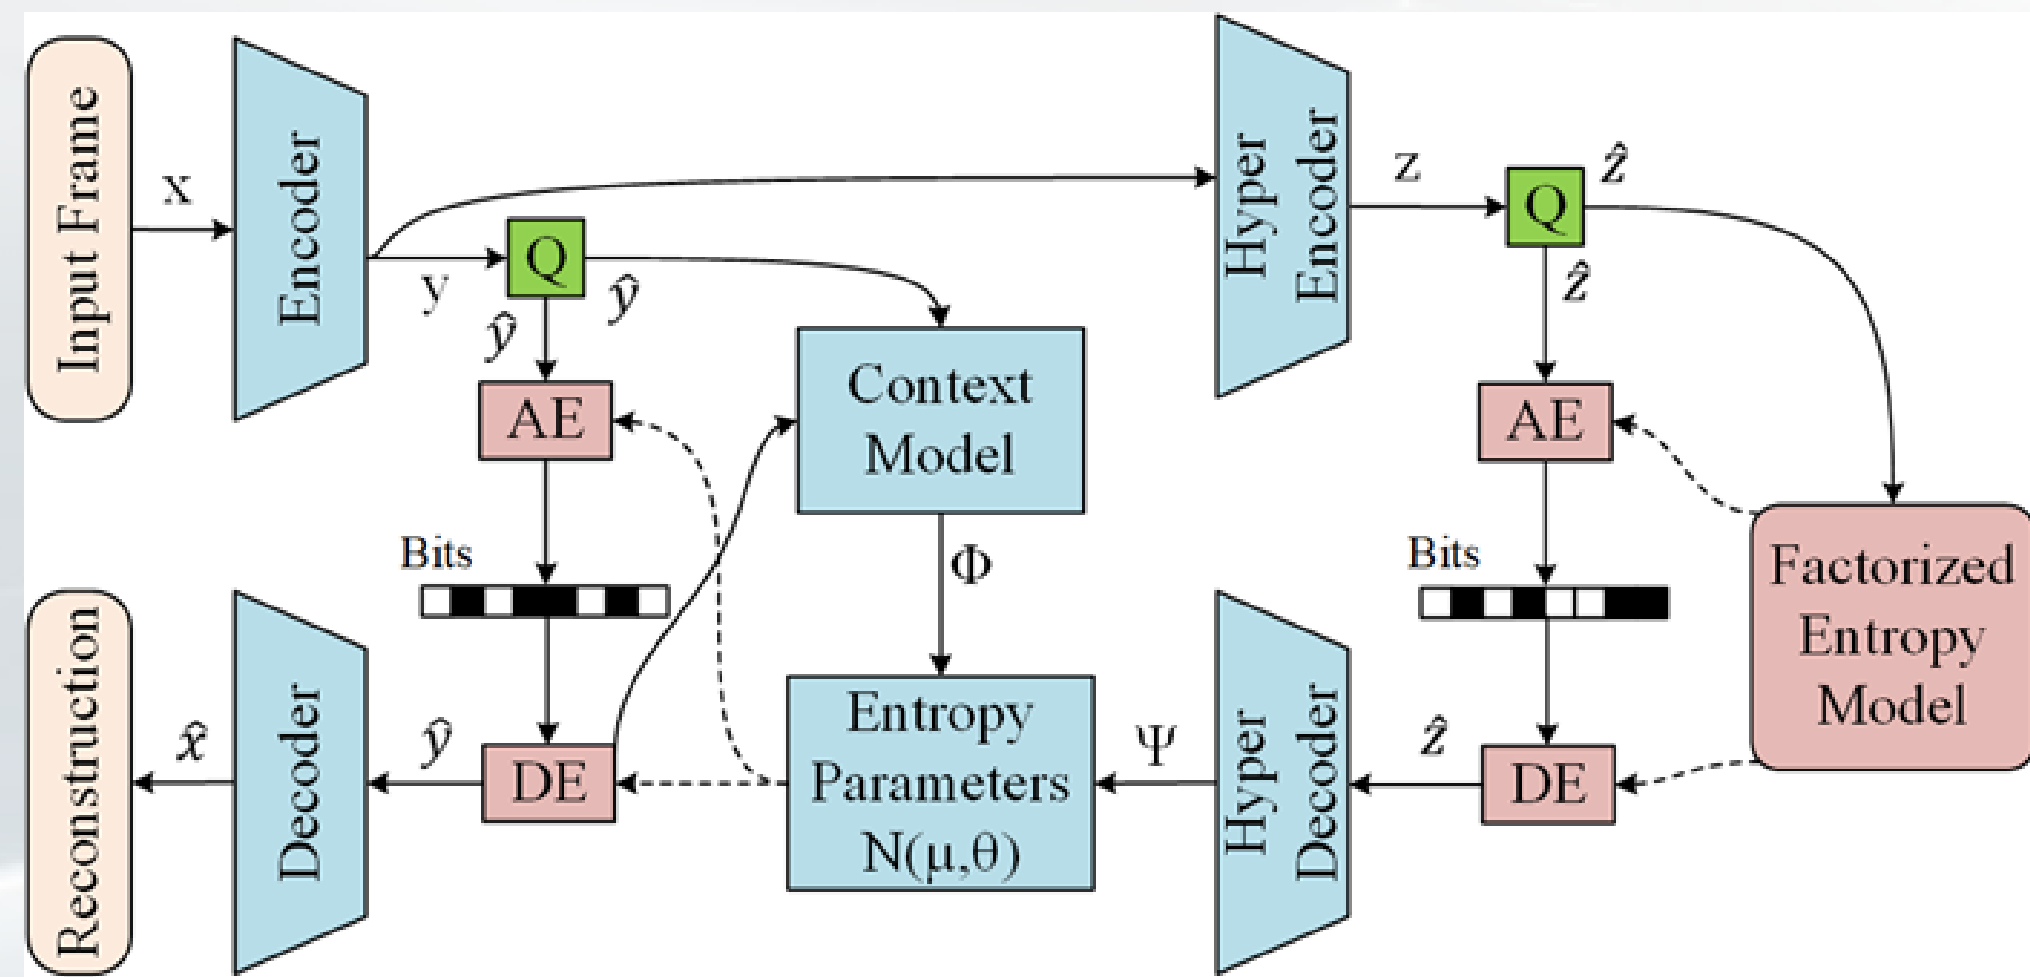 Input Frame
x
Encoder
y
Q
ŷ
ŷ
AE
Bits
DE
ŷ
Decoder
x̂
Reconstruction
Context
Model
Φ
Entropy
Parameters
N(μ,θ)
Ψ
Hyper
Encoder
z
Q
ẑ
ẑ
AE
Bits
DE
ẑ
Hyper
Decoder
Factorized
Entropy
Model